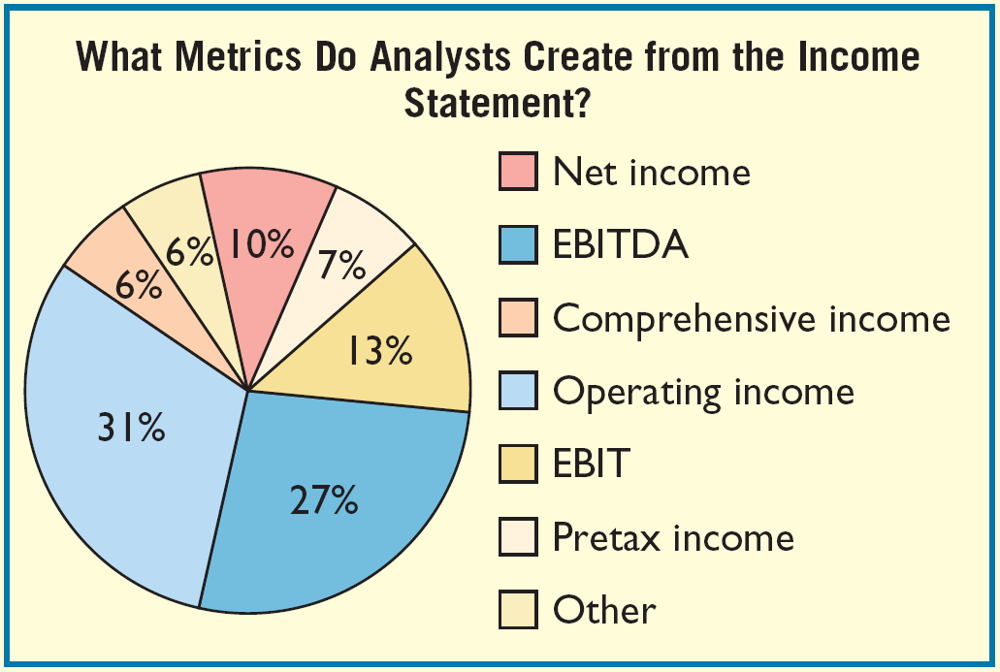 What Metrics Do Analysts Create from the Income
Statement?
Net income
EBITDA
Comprehensive income
Operating income
EBIT
Pretax income
Other
10%
7%
13%
27%
31%
6%
6%